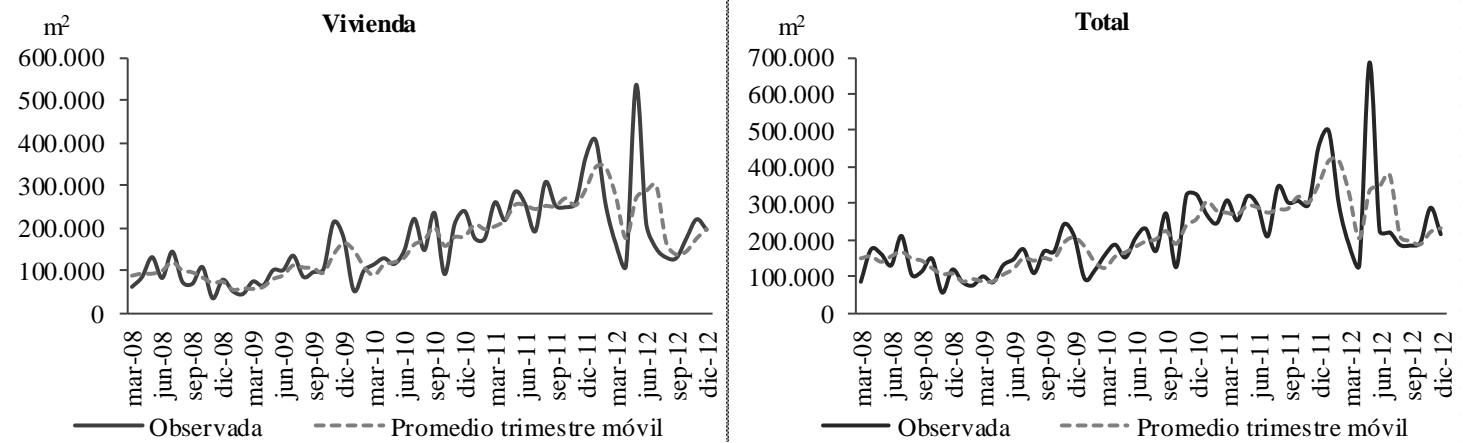 Vivienda
m²
600.000
500.000
400.000
300.000
200.000
100.000
0
mar-08
jun-08
sep-08
dic-08
mar-09
jun-09
sep-09
dic-09
mar-10
jun-10
sep-10
dic-10
mar-11
jun-11
sep-11
dic-11
mar-12
jun-12
sep-12
dic-12
Observada
Promedio trimestre móvil
Total
m²
700.000
600.000
500.000
400.000
300.000
200.000
100.000
0
mar-08
jun-08
sep-08
dic-08
mar-09
jun-09
sep-09
dic-09
mar-10
jun-10
sep-10
dic-10
mar-11
jun-11
sep-11
dic-11
mar-12
jun-12
sep-12
dic-12
Observada
Promedio trimestre móvil